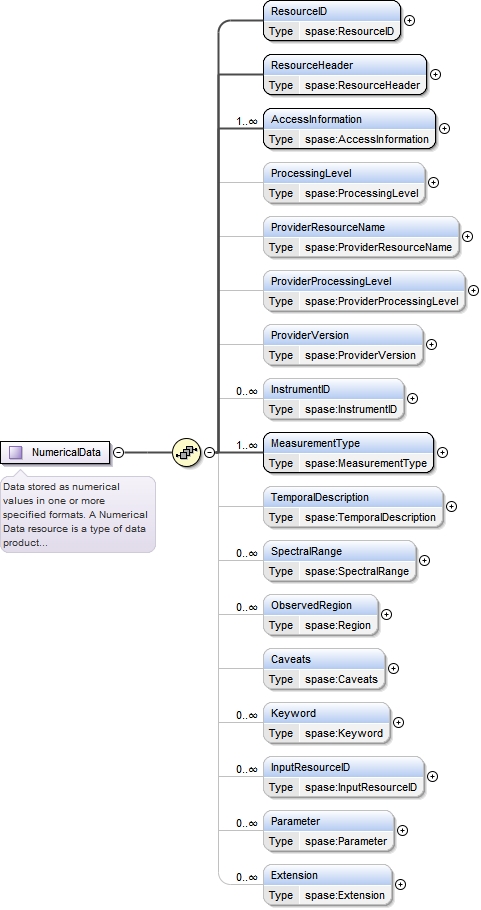 ResourceID
Type spase:ResourceID
ResourceHeader
Type spase:ResourceHeader
1..∞ AccessInformation
Type spase:AccessInformation
ProcessingLevel
Type spase:ProcessingLevel
ProviderResourceName
Type spase:ProviderResourceName
ProviderProcessingLevel
Type spase:ProviderProcessingLevel
ProviderVersion
Type spase:ProviderVersion
0..∞ InstrumentID
Type spase:InstrumentID
NumericalData
1..∞ MeasurementType
Type spase:MeasurementType
Data stored as numerical
values in one or more
specified formats. A Numerical
Data resource is a type of data
product...
TemporalDescription
Type spase:TemporalDescription
0..∞ SpectralRange
Type spase:SpectralRange
0..∞ ObservedRegion
Type spase:Region
Caveats
Type spase:Caveats
0..∞ Keyword
Type spase:Keyword
0..∞ InputResourceID
Type spase:InputResourceID
0..∞ Parameter
Type spase:Parameter
0..∞ Extension
Type spase:Extension